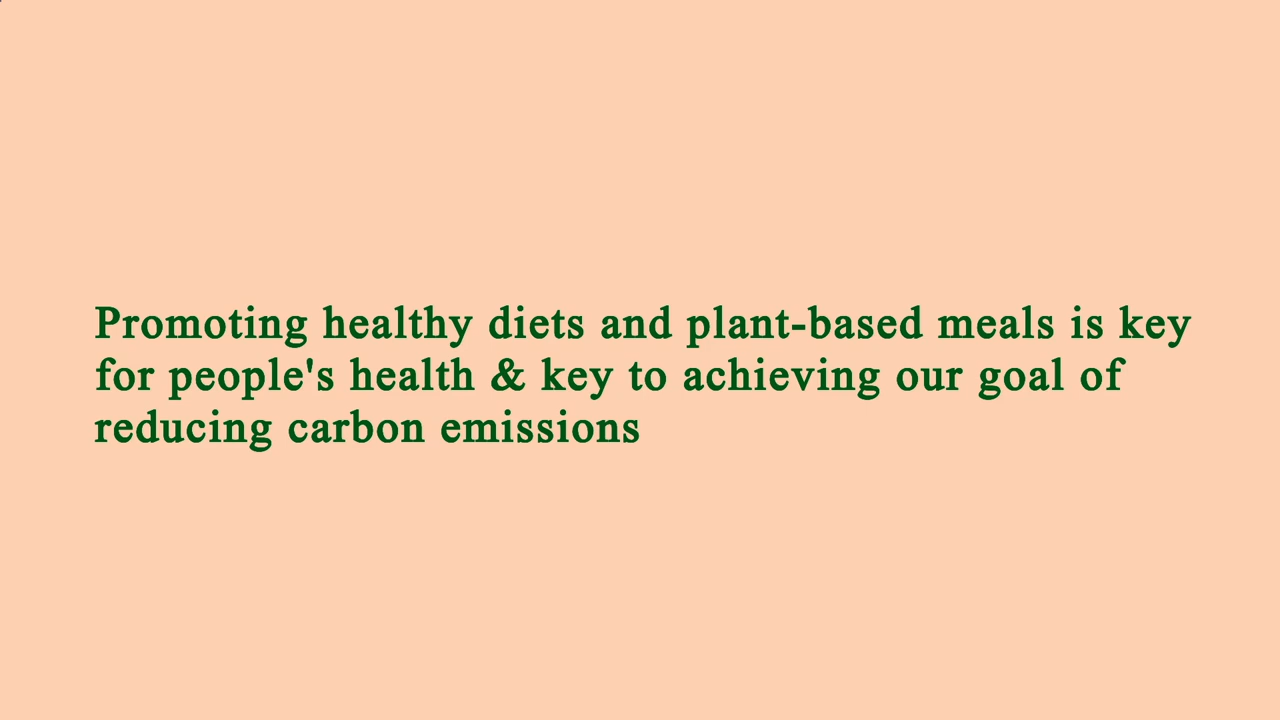 Promoting healthy diets and plant-based meals is key
for people's health & key to achieving our goal of
reducing carbon emissions